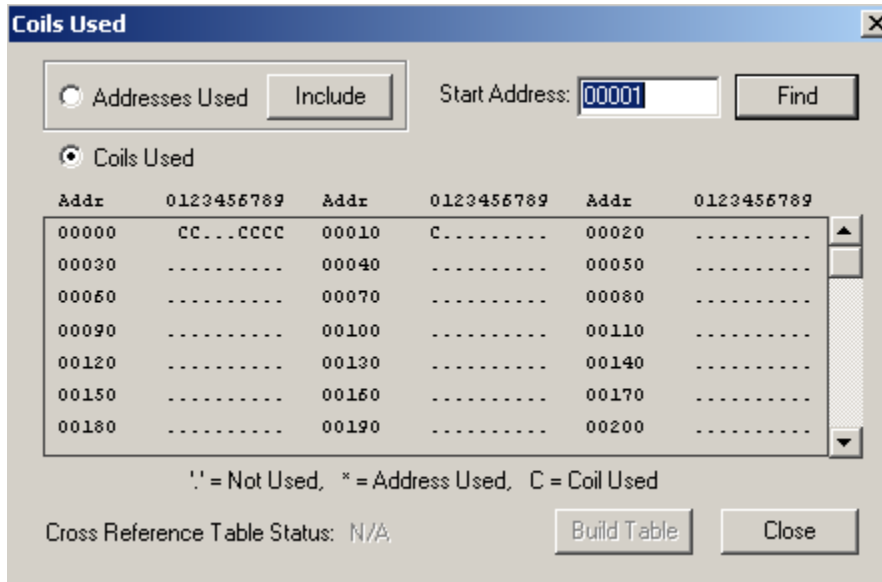 Coils Used
Addresses Used Include Start Address: 00001 Find
Coils Used
Addr 0123456789 Addr 0123456789 Addr 0123456789
00000 CC...CCCC 00010 C......... 00020 ..........
00030 .......... 00040 .......... 00050 ..........
00060 .......... 00070 .......... 00080 ..........
00090 .......... 00100 .......... 00110 ..........
00120 .......... 00130 .......... 00140 ..........
00150 .......... 00160 .......... 00170 ..........
00180 .......... 00190 .......... 00200 ..........
'.' = Not Used, * = Address Used, C = Coil Used
Cross Reference Table Status: N/A Build Table Close